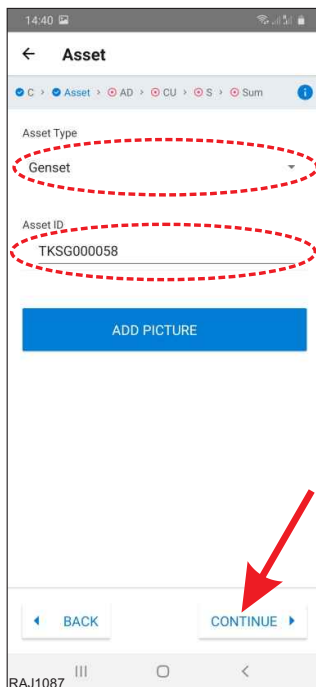 14:40
Asset
C > Asset > AD > CU > S > Sum
Asset Type
Genset
Asset ID
TKSG000058
ADD PICTURE
BACK CONTINUE
RAJ1087